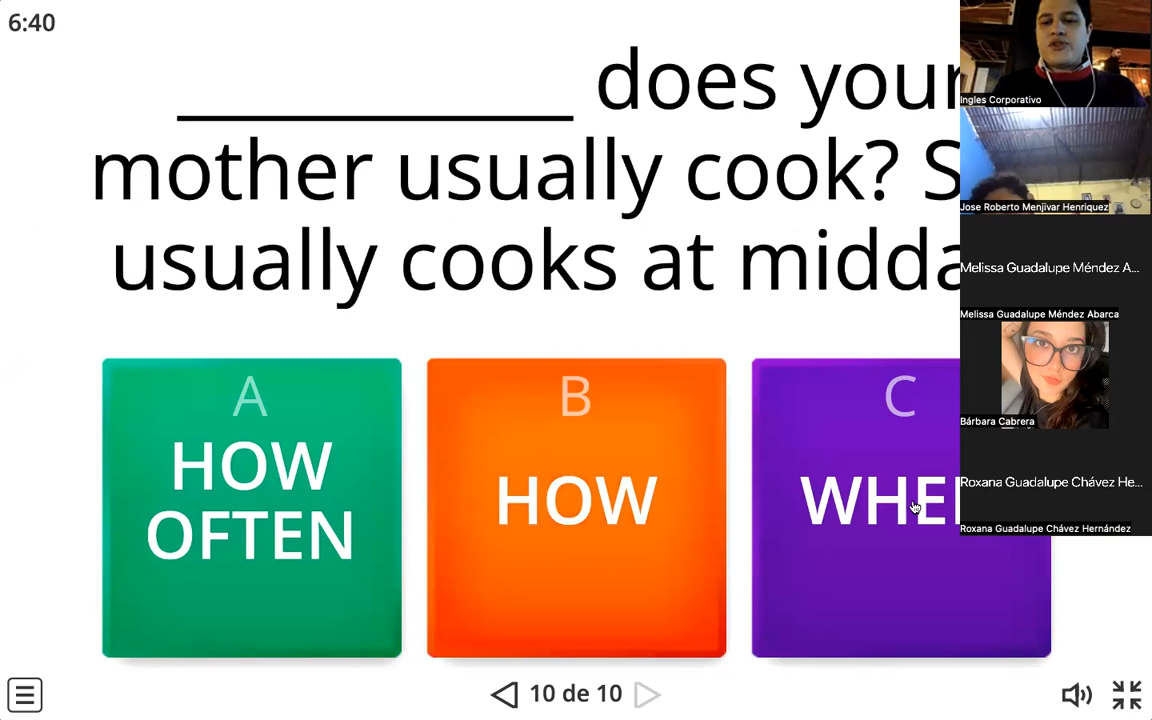 6:40
____________ does your
mother usually cook? S
usually cooks at midda
A
HOW
OFTEN
B
HOW
C
WHE
10 de 10
Ingles Corporativo
Jose Roberto Menjivar Henriquez
Melissa Guadalupe Méndez A...
Melissa Guadalupe Méndez Abarca
Bárbara Cabrera
Roxana Guadalupe Chávez He...
Roxana Guadalupe Chávez Hernández